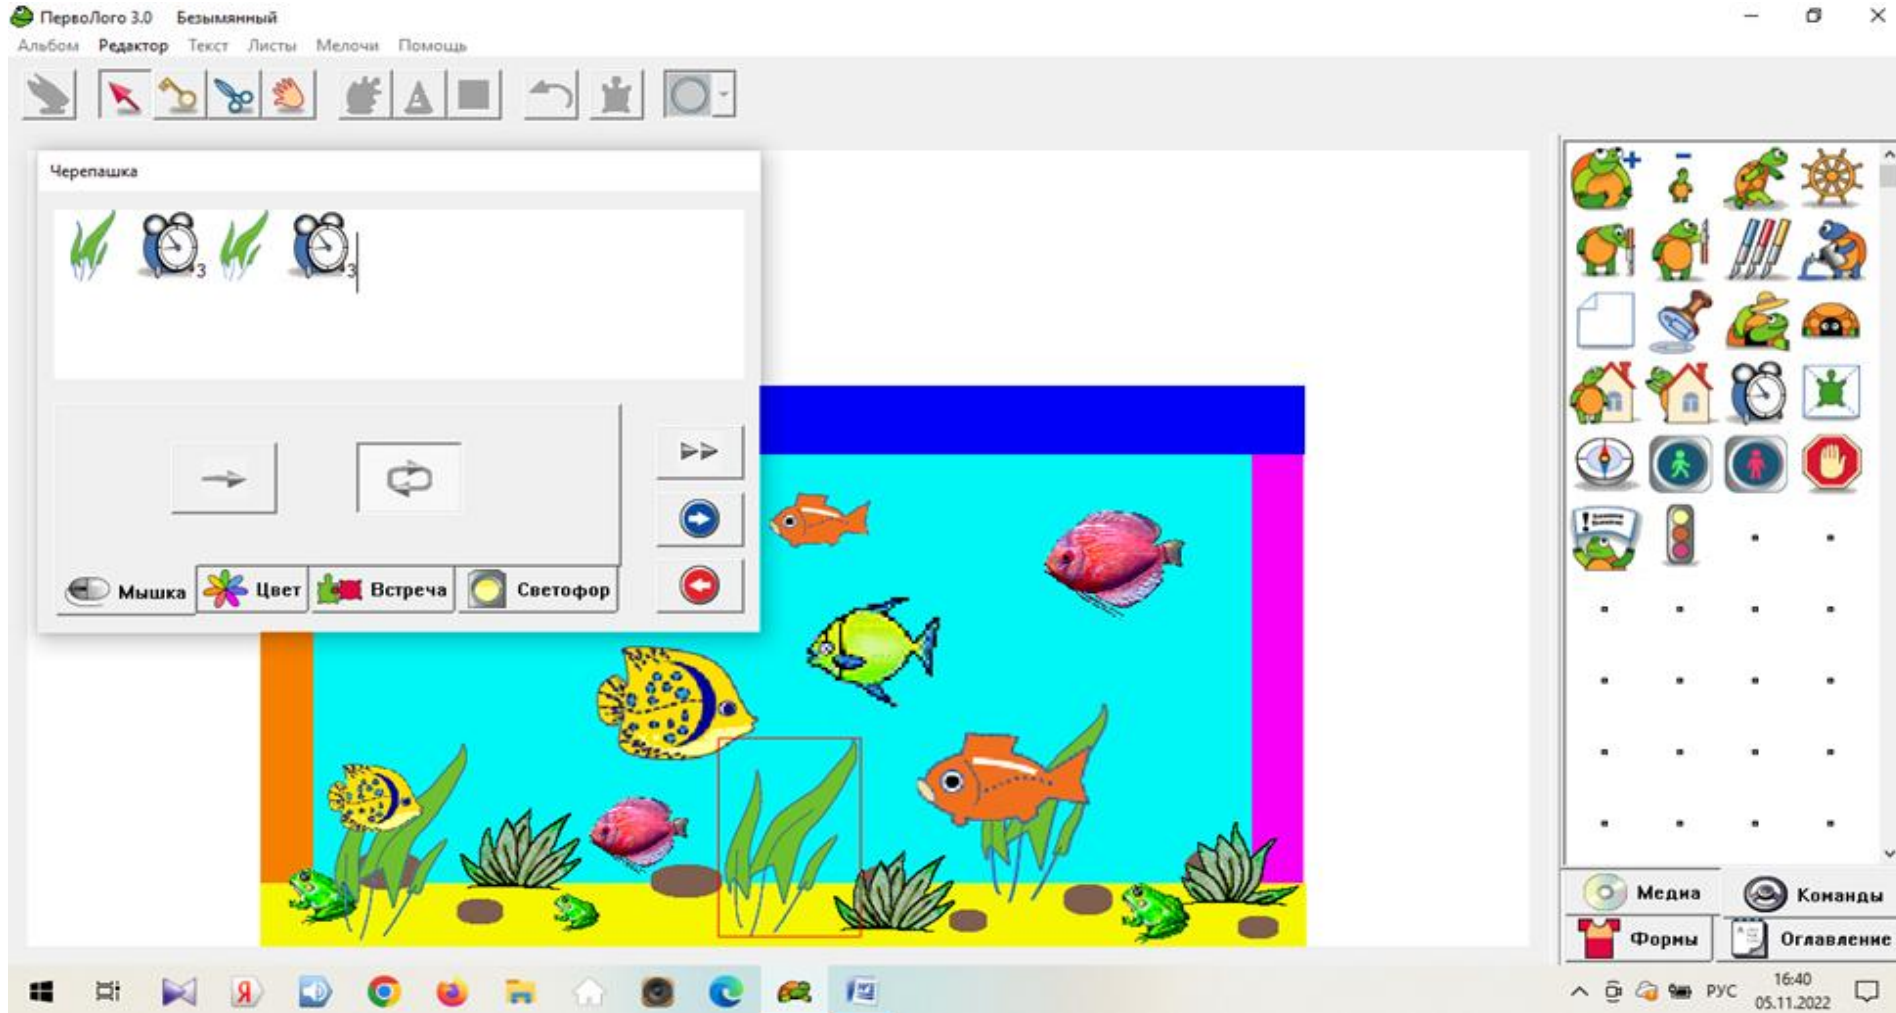 ПервоЛого 3.0 Безымянный
Альбом Редактор Текст Листы Мелочи Помощь
Черепашка
3 3
Мышка Цвет Встреча Светофор
Медиа Команды
Формы Оглавление
РУС 16:40
05.11.2022